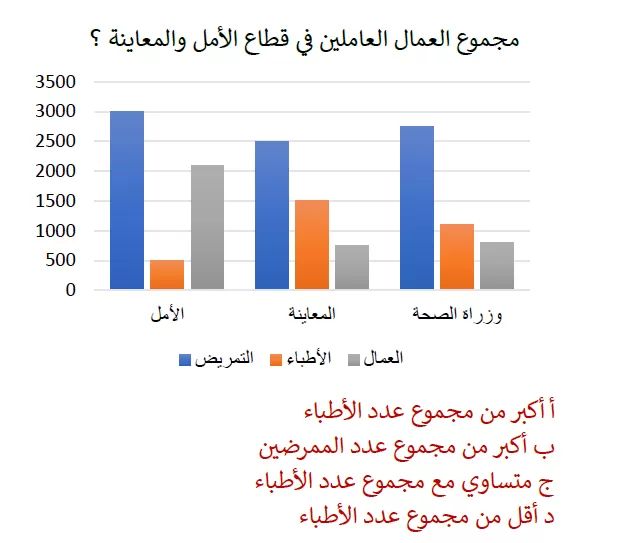 مجموع العمال العاملين في قطاع الأمل والمعاينة ؟
3500
3000
2500
2000
1500
1000
500
0
الأمل
المعاينة
وزراة الصحة
التمريض
الأطباء
العمال
أ أكبر من مجموع عدد الأطباء
ب أكبر من مجموع عدد الممرضين
ج متساوي مع مجموع عدد الأطباء
د أقل من مجموع عدد الأطباء